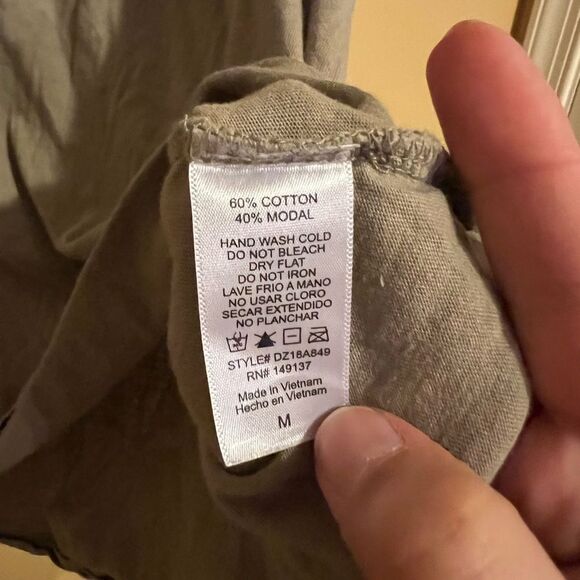 60% COTTON
40% MODAL
HAND WASH COLD
DO NOT BLEACH
DRY FLAT
DO NOT IRON
LAVE FRIO A MANO
NO USAR CLORO
SECAR EXTENDIDO
NO PLANCHAR
STYLE# DZ18A849
RN# 149137
Made in Vietnam
Hecho en Vietnam
M